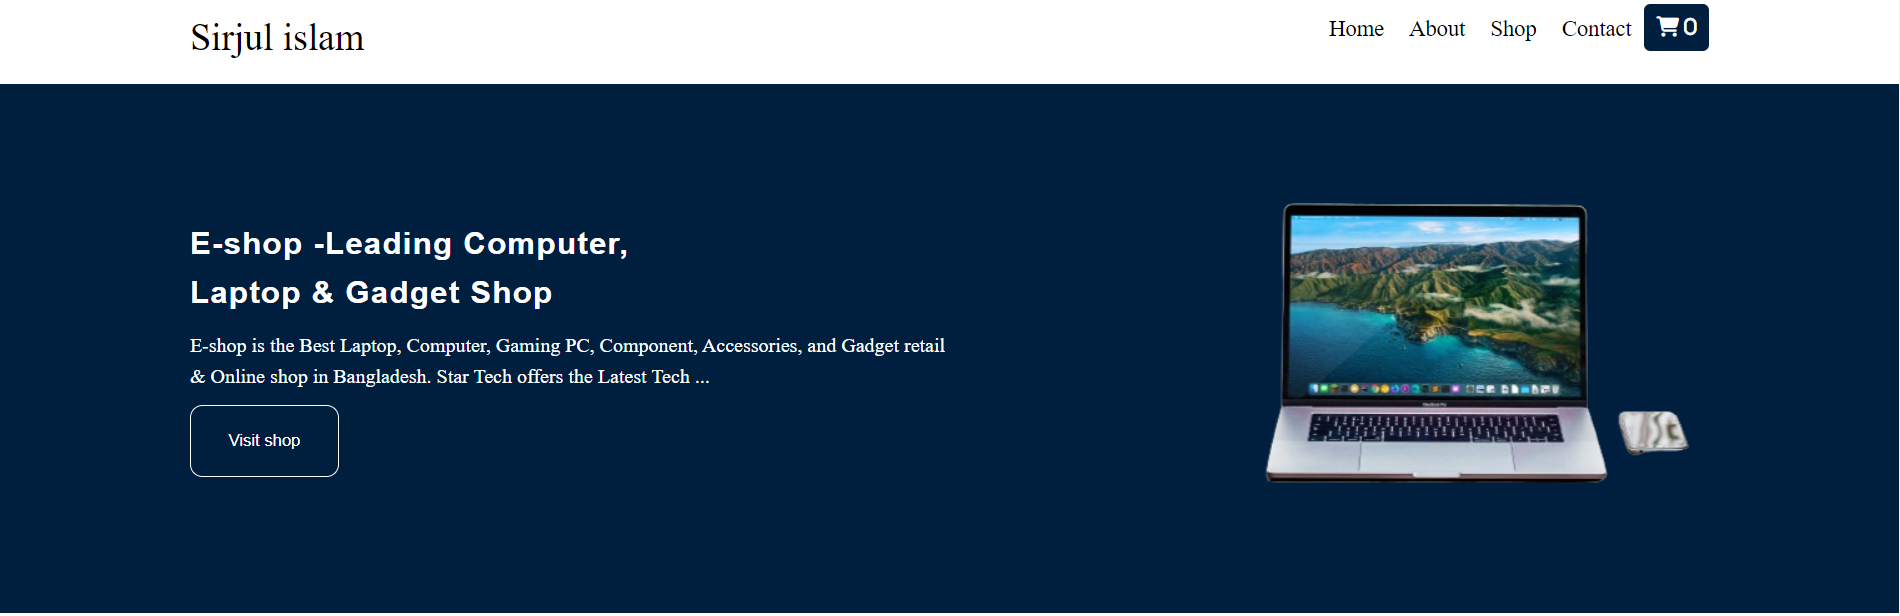 Sirjul islam
Home About Shop Contact 0
E-shop -Leading Computer,
Laptop & Gadget Shop
E-shop is the Best Laptop, Computer, Gaming PC, Component, Accessories, and Gadget retail
& Online shop in Bangladesh. Star Tech offers the Latest Tech ...
Visit shop